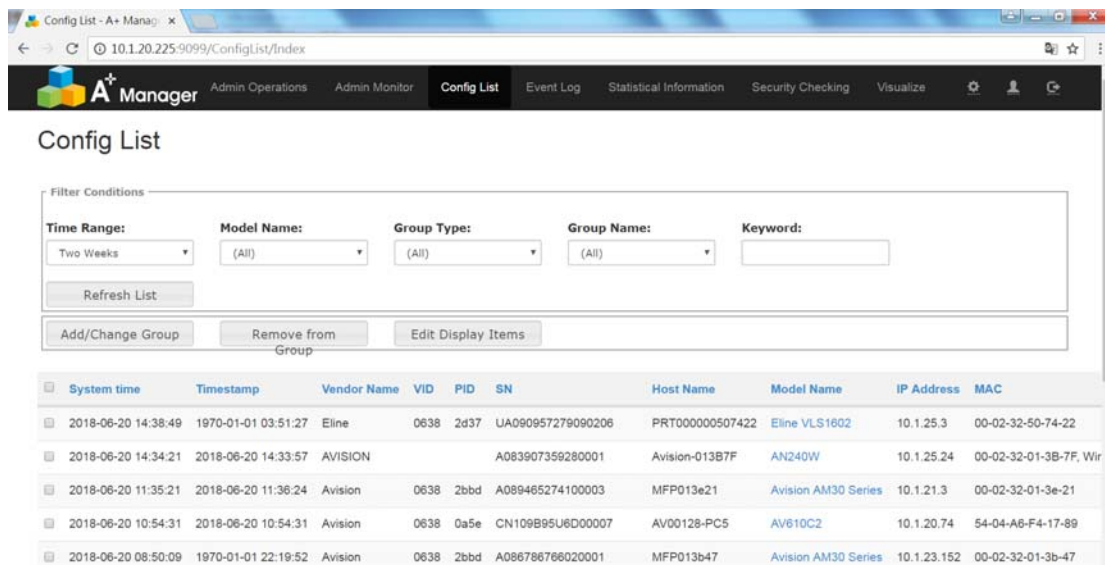 Config List - A+ Manag
10.1.20.225:9099/ConfigList/Index
A+ Manager Admin Operations Admin Monitor Config List Event Log Statistical Information Security Checking Visualize
Config List
Filter Conditions
Time Range: Model Name: Group Type: Group Name: Keyword:
Two Weeks (All) (All) (All)
Refresh List
Add/Change Group Remove from Group Edit Display Items
System time Timestamp Vendor Name VID PID SN Host Name Model Name IP Address MAC
2018-06-20 14:38:49 1970-01-01 03:51:27 Eline 0638 2d37 UA090957279090206 PRT000000507422 Eline VLS1602 10.1.25.3 00-02-32-50-74-22
2018-06-20 14:34:21 2018-06-20 14:33:57 AVISION A083907359280001 Avision-013B7F AN240W 10.1.25.24 00-02-32-01-3B-7F, Wir
2018-06-20 11:35:21 2018-06-20 11:36:24 Avision 0638 2bbd A089465274100003 MFP013e21 Avision AM30 Series 10.1.21.3 00-02-32-01-3e-21
2018-06-20 10:54:31 2018-06-20 10:54:31 Avision 0638 0a5e CN109B95U6D00007 AV00128-PC5 AV610C2 10.1.20.74 54-04-A6-F4-17-89
2018-06-20 08:50:09 1970-01-01 22:19:52 Avision 0638 2bbd A086786766020001 MFP013b47 Avision AM30 Series 10.1.23.152 00-02-32-01-3b-47